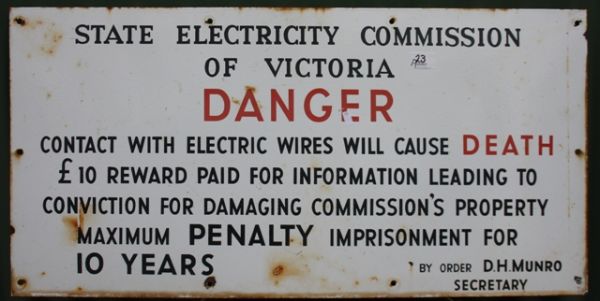 STATE ELECTRICITY COMMISSION
OF VICTORIA
23
DANGER
CONTACT WITH ELECTRIC WIRES WILL CAUSE DEATH
£10 REWARD PAID FOR INFORMATION LEADING TO
CONVICTION FOR DAMAGING COMMISSION'S PROPERTY
MAXIMUM PENALTY IMPRISONMENT FOR
10 YEARS
BY ORDER D.H.MUNRO
SECRETARY